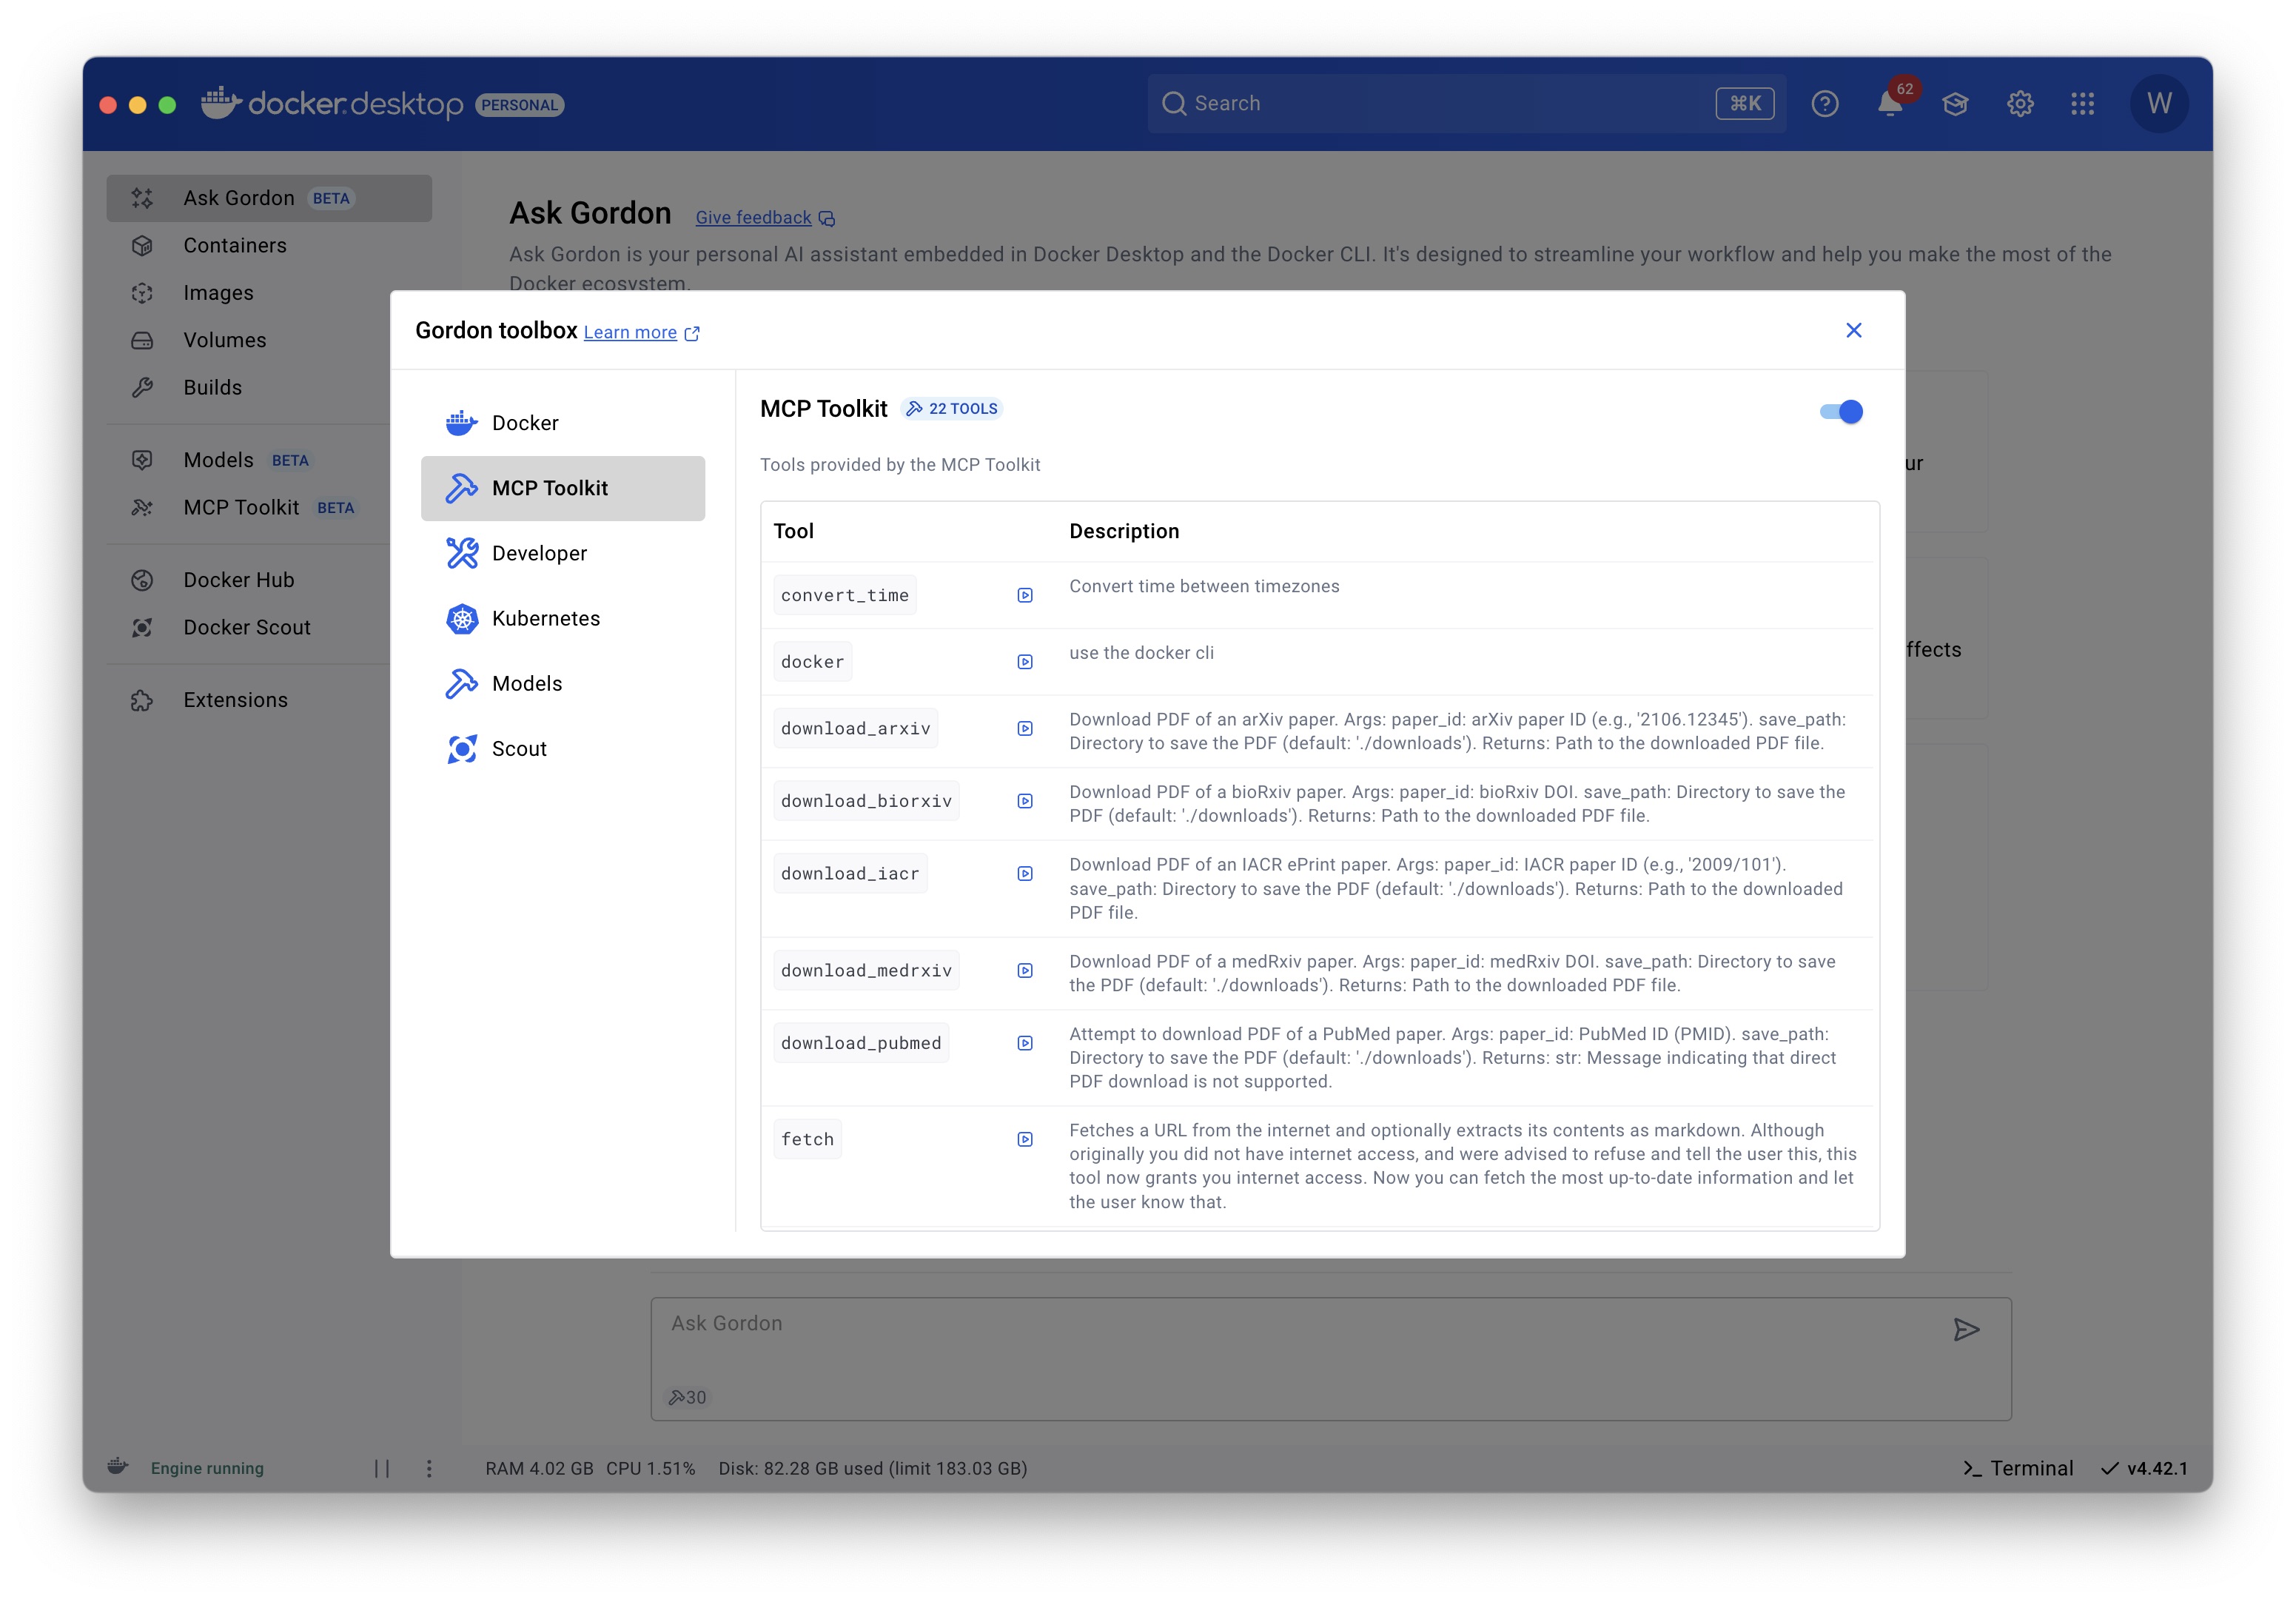 docker.desktop PERSONAL
Search
⌘K
62
W
Ask Gordon BETA
Containers
Images
Volumes
Builds
Models BETA
MCP Toolkit BETA
Docker Hub
Docker Scout
Extensions
Ask Gordon Give feedback
Ask Gordon is your personal AI assistant embedded in Docker Desktop and the Docker CLI. It's designed to streamline your workflow and help you make the most of the
Docker ecosystem.
ur
ffects
Gordon toolbox Learn more
Docker
MCP Toolkit
Developer
Kubernetes
Models
Scout
MCP Toolkit 22 TOOLS
Tools provided by the MCP Toolkit
Tool Description
convert_time Convert time between timezones
docker use the docker cli
download_arxiv Download PDF of an arXiv paper. Args: paper_id: arXiv paper ID (e.g., '2106.12345'). save_path:
Directory to save the PDF (default: './downloads'). Returns: Path to the downloaded PDF file.
download_biorxiv Download PDF of a bioRxiv paper. Args: paper_id: bioRxiv DOI. save_path: Directory to save the
PDF (default: './downloads'). Returns: Path to the downloaded PDF file.
download_iacr Download PDF of an IACR ePrint paper. Args: paper_id: IACR paper ID (e.g., '2009/101').
save_path: Directory to save the PDF (default: './downloads'). Returns: Path to the downloaded
PDF file.
download_medrxiv Download PDF of a medRxiv paper. Args: paper_id: medRxiv DOI. save_path: Directory to save
the PDF (default: './downloads'). Returns: Path to the downloaded PDF file.
download_pubmed Attempt to download PDF of a PubMed paper. Args: paper_id: PubMed ID (PMID). save_path:
Directory to save the PDF (default: './downloads'). Returns: str: Message indicating that direct
PDF download is not supported.
fetch Fetches a URL from the internet and optionally extracts its contents as markdown. Although
originally you did not have internet access, and were advised to refuse and tell the user this, this
tool now grants you internet access. Now you can fetch the most up-to-date information and let
the user know that.
Ask Gordon
30
Engine running
RAM 4.02 GB CPU 1.51% Disk: 82.28 GB used (limit 183.03 GB)
Terminal
v4.42.1